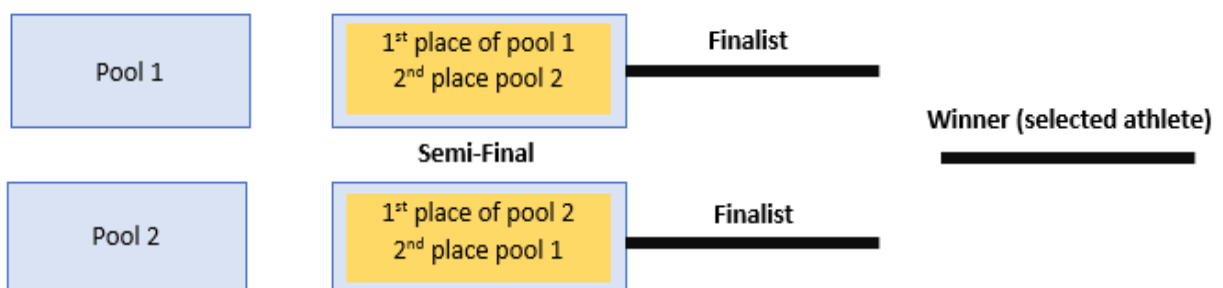 Pool 1
1st place of pool 1
2nd place pool 2
Finalist
Winner (selected athlete)
Semi-Final
Pool 2
1st place of pool 2
2nd place pool 1
Finalist